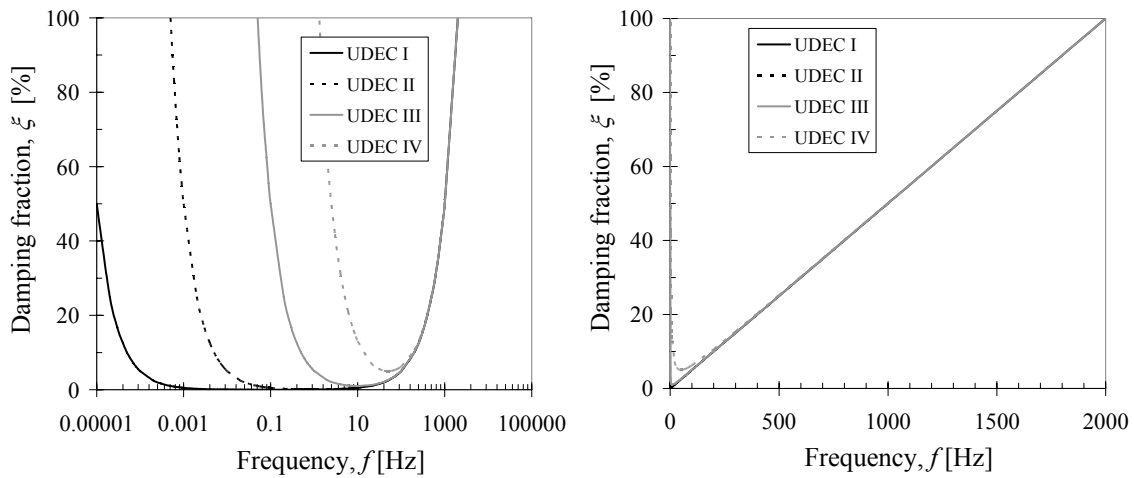 100
80
60
40
20
0
Damping fraction, ξ [%]
0.00001
0.001
0.1
10
1000
100000
Frequency, f [Hz]
UDEC I
UDEC II
UDEC III
UDEC IV
100
80
60
40
20
0
Damping fraction, ξ [%]
0
500
1000
1500
2000
Frequency, f [Hz]
UDEC I
UDEC II
UDEC III
UDEC IV